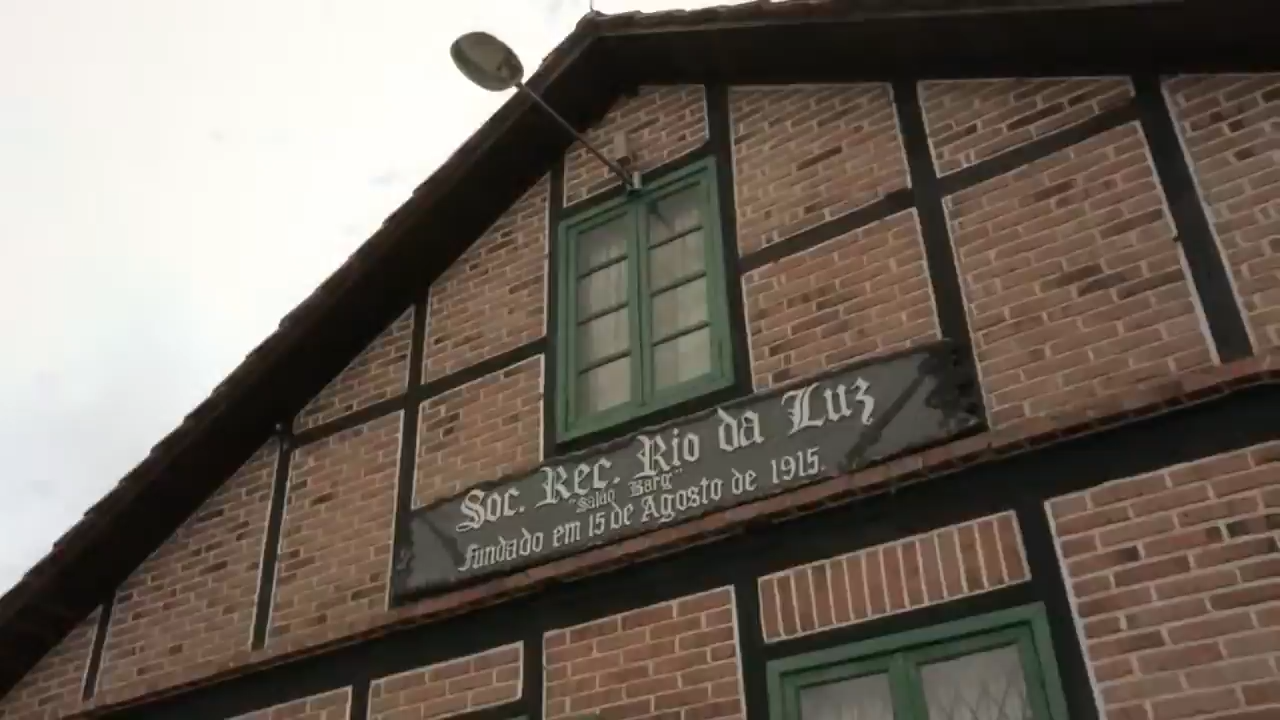 Soc. Rec. Rio da Luz
"Salão Barg"
fundado em 15 de Agosto de 1915.